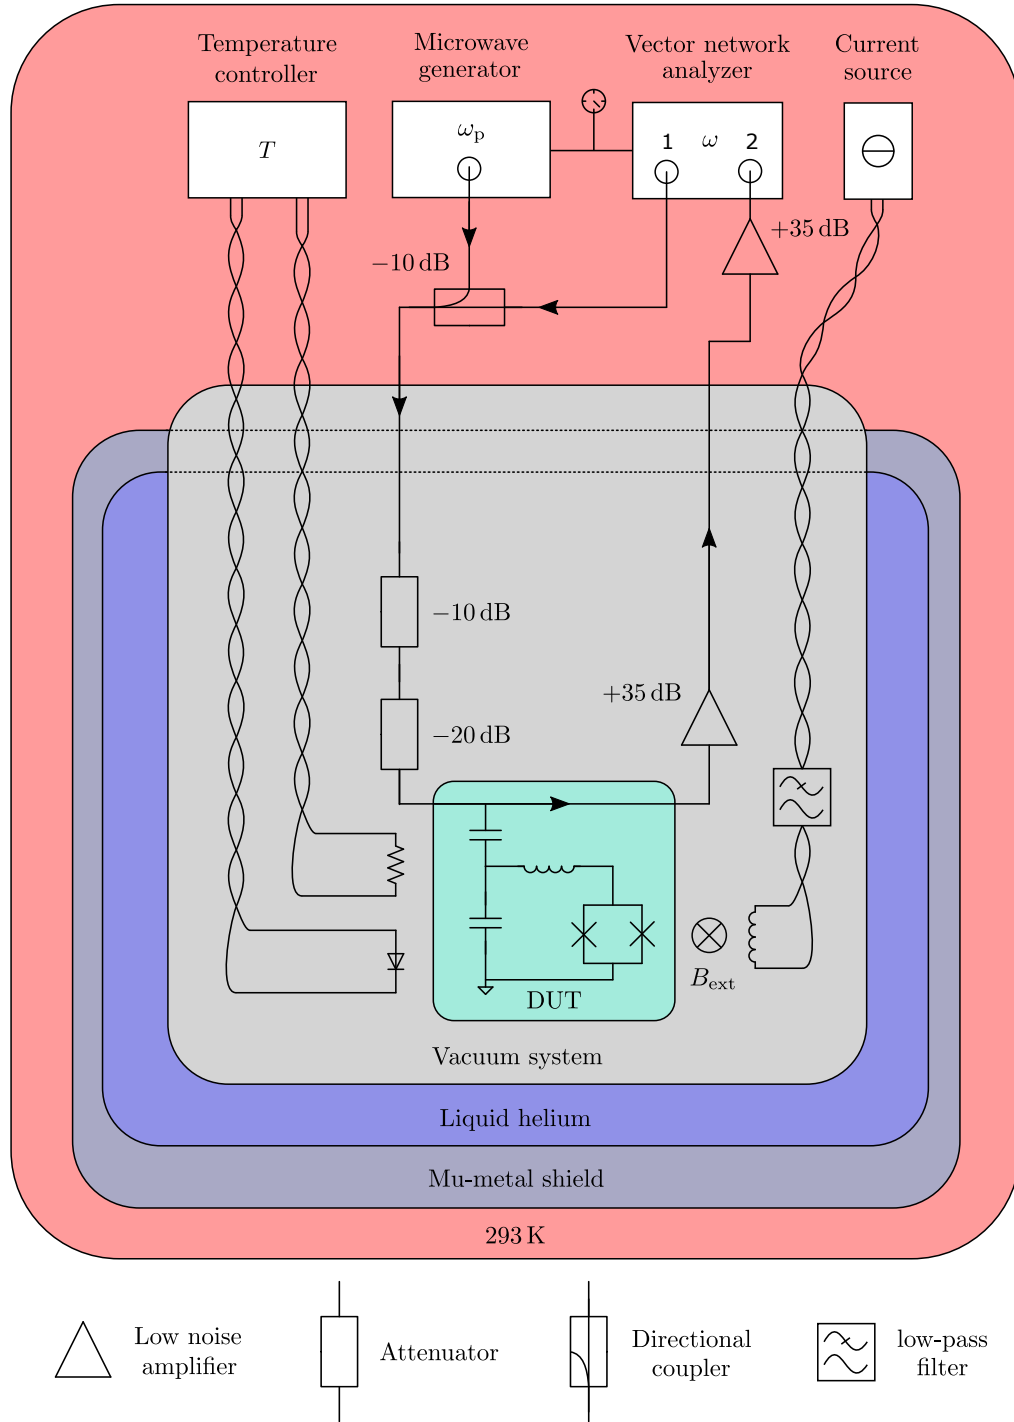 Temperature
controller
Microwave
generator
Vector network
analyzer
Current
source
T
ωp
1 ω 2
−10 dB
+35 dB
−10 dB
−20 dB
+35 dB
Bext
DUT
Vacuum system
Liquid helium
Mu-metal shield
293 K
Low noise
amplifier
Attenuator
Directional
coupler
low-pass
filter